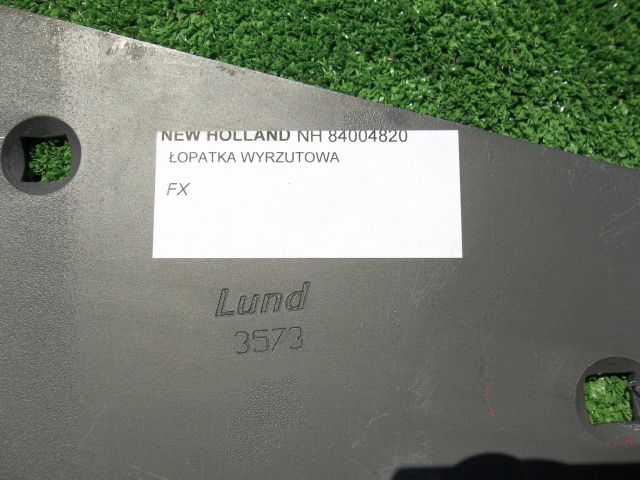 NEW HOLLAND NH 84004820
ŁOPATKA WYRZUTOWA
FX
Lund
3573